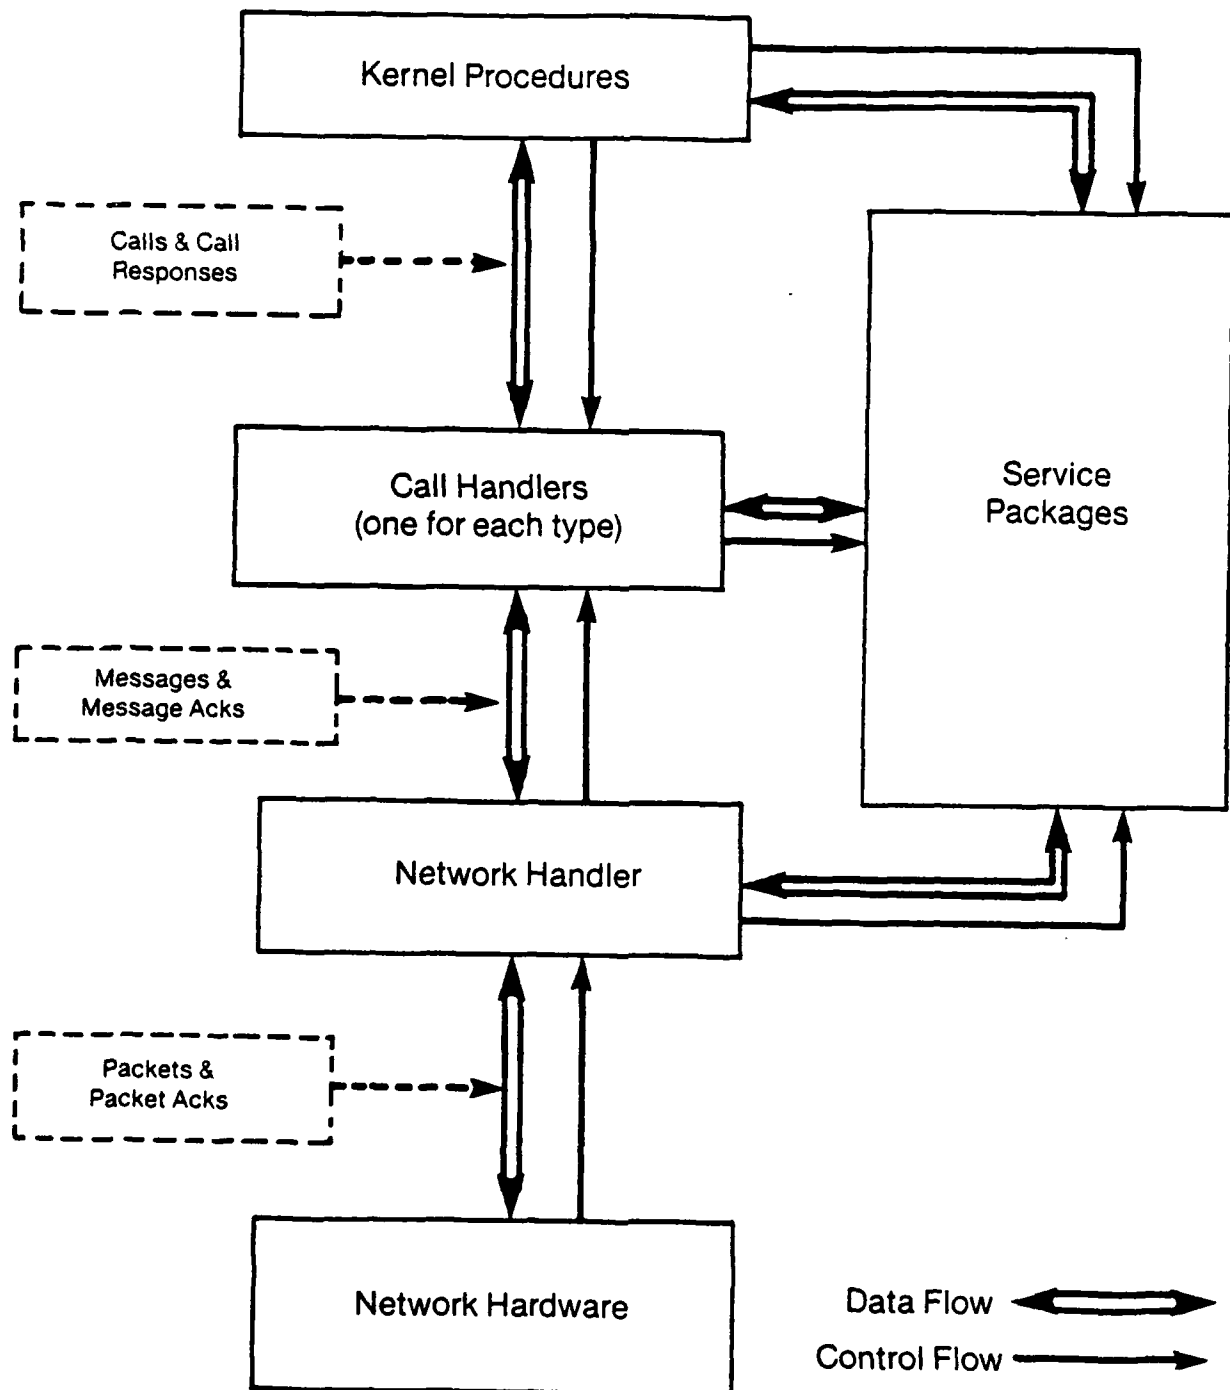 Kernel Procedures
Calls & Call
Responses
Call Handlers
(one for each type)
Service
Packages
Messages &
Message Acks
Network Handler
Packets &
Packet Acks
Network Hardware
Data Flow
Control Flow